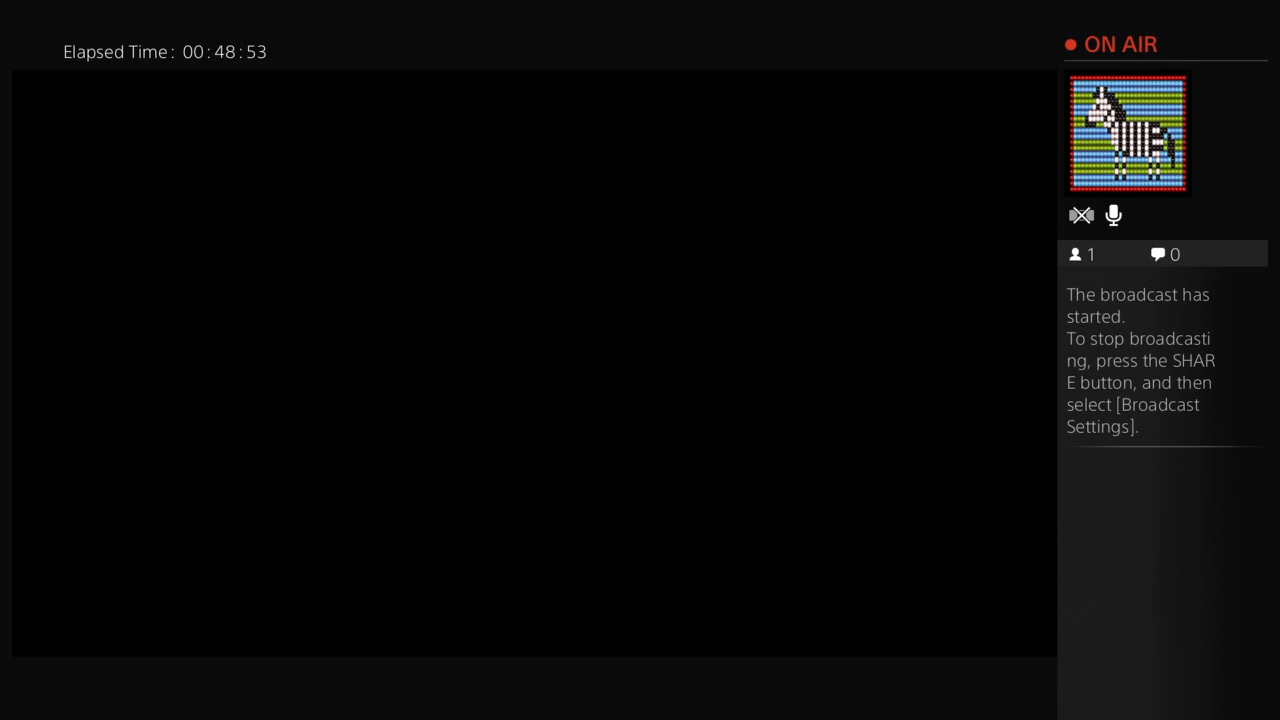 Elapsed Time: 00:48:53
ON AIR
1 0
The broadcast has
started.
To stop broadcasti
ng, press the SHAR
E button, and then
select [Broadcast
Settings].